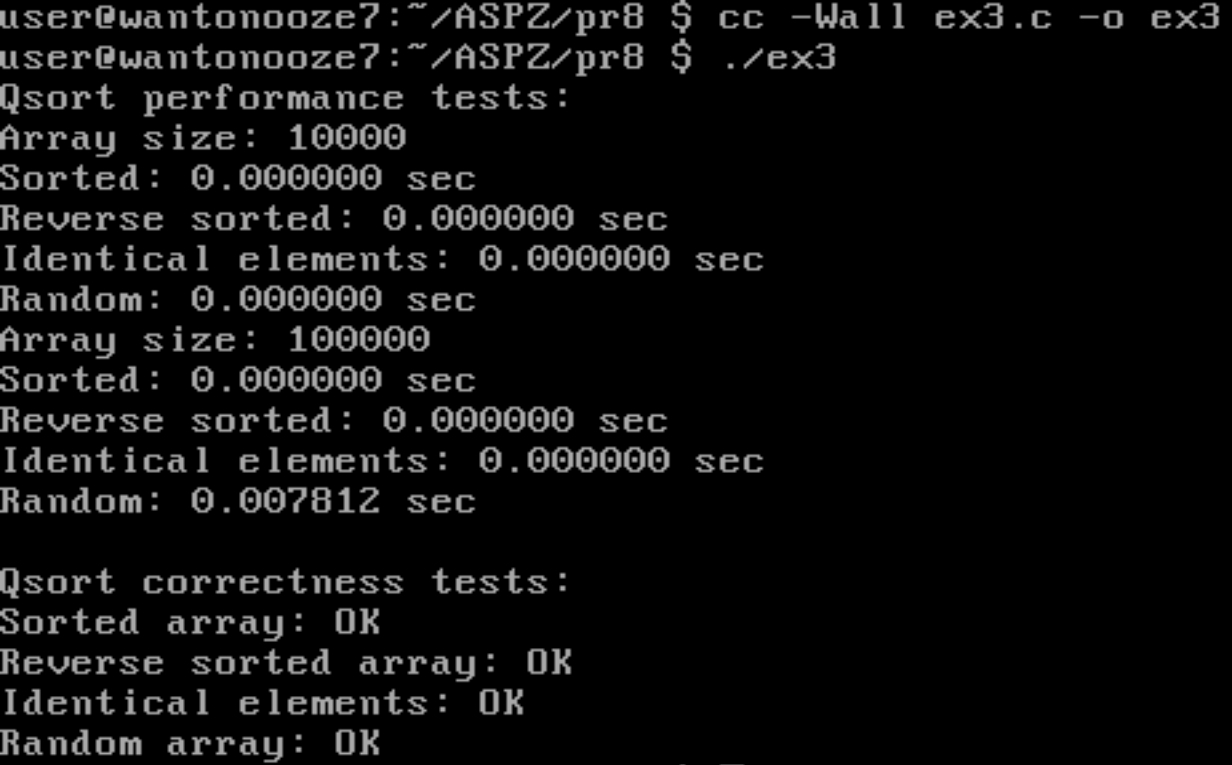 user@wantonooze7:~/ASPZ/pr8 $ cc -Wall ex3.c -o ex3
user@wantonooze7:~/ASPZ/pr8 $ ./ex3
Qsort performance tests:
Array size: 10000
Sorted: 0.000000 sec
Reverse sorted: 0.000000 sec
Identical elements: 0.000000 sec
Random: 0.000000 sec
Array size: 100000
Sorted: 0.000000 sec
Reverse sorted: 0.000000 sec
Identical elements: 0.000000 sec
Random: 0.007812 sec
Qsort correctness tests:
Sorted array: OK
Reverse sorted array: OK
Identical elements: OK
Random array: OK